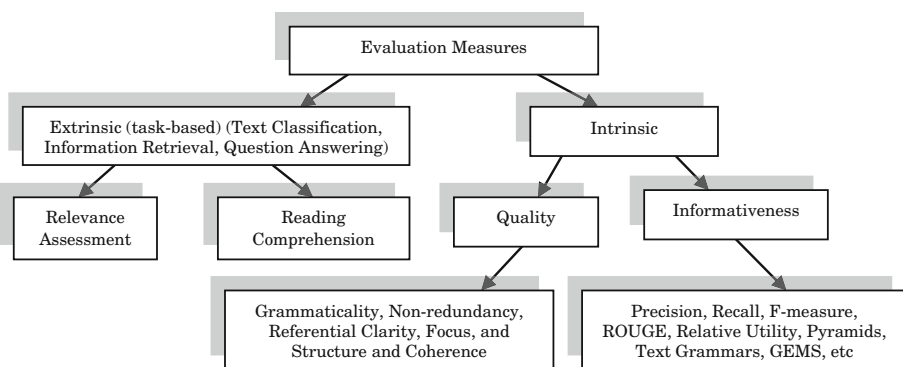 Evaluation Measures
Extrinsic (task-based) (Text Classification,
Information Retrieval, Question Answering)
Intrinsic
Relevance
Assessment
Reading
Comprehension
Quality
Informativeness
Grammaticality, Non-redundancy,
Referential Clarity, Focus, and
Structure and Coherence
Precision, Recall, F-measure,
ROUGE, Relative Utility, Pyramids,
Text Grammars, GEMS, etc